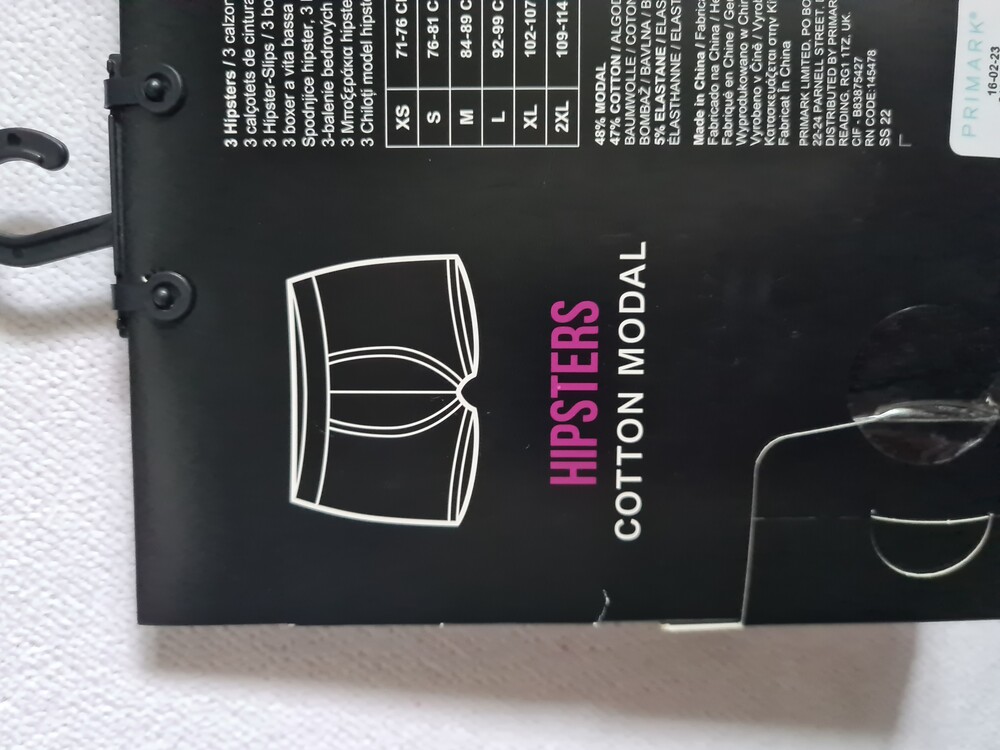 3 Hipsters / 3 calzon
3 calçotets de cintura
3 Hipster-Slips / 3 bo
3 boxer a vita bassa
Spodnjice hipster, 3
3-balenie bedrových
3 Μποξεράκια hipste
3 Chiloți model hipst
XS 71-76 C
S 76-81 C
M 84-89 C
L 92-99 C
XL 102-107
2XL 109-114
48% MODAL
47% COTTON / ALGOD
BAUMWOLLE / COTON
BOMBAŽ / BAVLNA / B
5% ELASTANE / ELAS
ÉLASTHANNE / ELAST
Made in China / Fabrica
Fabricado na China / He
Fabriqué en Chine / Ge
Wyprodukowano w Chin
Vyrobeno v Číně / Vyrol
Κατασκευάζεται στην Κί
Fabricat în China
PRIMARK LIMITED, PO BO
22-24 PARNELL STREET,
DISTRIBUTED BY PRIMAR
READING, RG1 1TZ, UK.
CIF - B83875427
RN CODE:145478
SS 22
PRIMARK®
16-02-23
HIPSTERS
COTTON MODAL